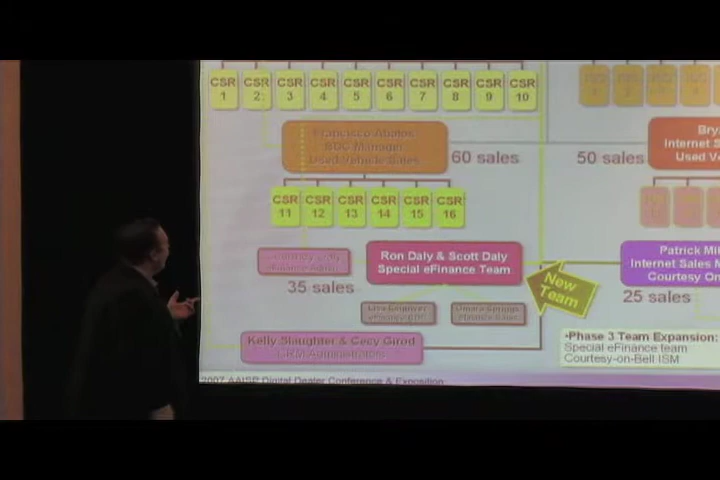 CSR CSR CSR CSR CSR CSR CSR CSR CSR CSR
1 2 3 4 5 6 7 8 9 10
Francisco Abalos
BDC Manager
Used Vehicle Sales
60 sales
50 sales
Bry
Internet S
Used Ve
CSR CSR CSR CSR CSR CSR
11 12 13 14 15 16
35 sales
Ron Daly & Scott Daly
Special eFinance Team
New
Team
Patrick Mil
Internet Sales M
Courtesy On
25 sales
Kelly Slaughter & Cecy Girod
CRM Administrators
•Phase 3 Team Expansion:
Special eFinance team
Courtesy-on-Bell ISM
2007 AAISP Digital Dealer Conference & Exposition